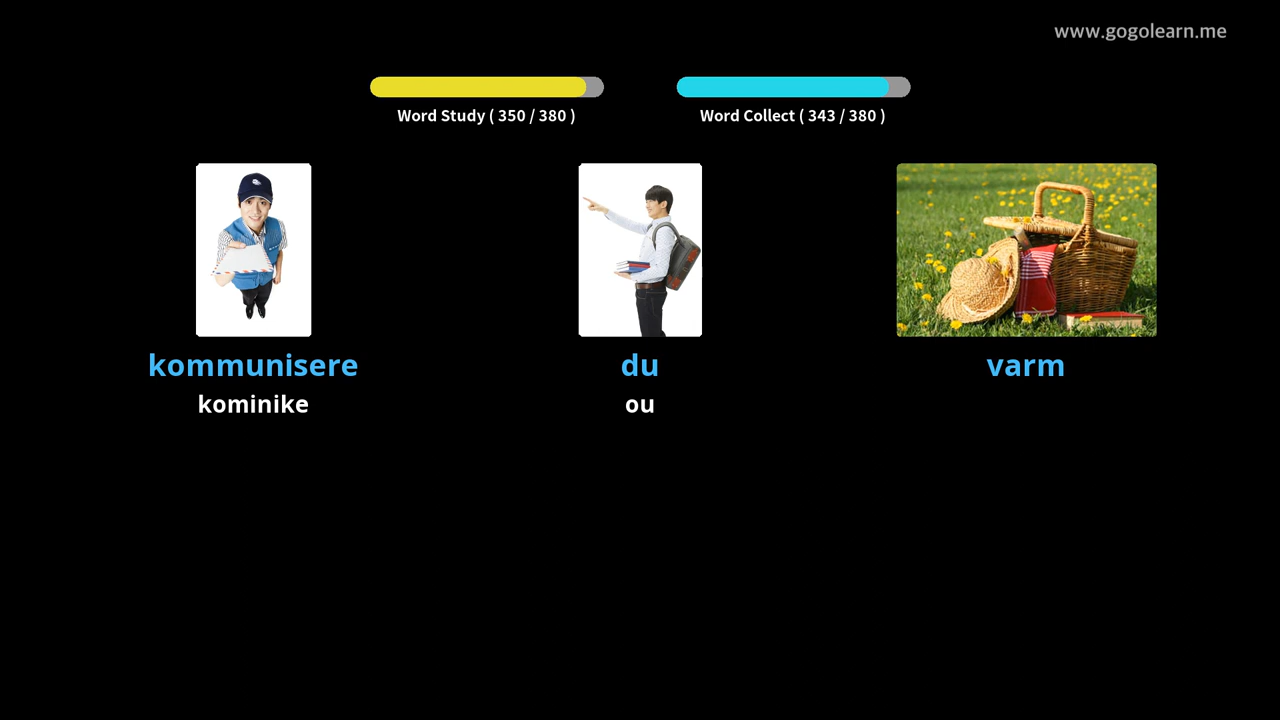 www.gogolearn.me
Word Study ( 350 / 380 )
Word Collect ( 343 / 380 )
kommunisere
kominike
du
ou
varm